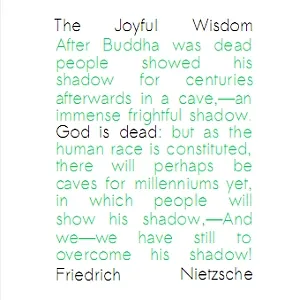 The Joyful Wisdom
After Buddha was dead
people showed his
shadow for centuries
afterwards in a cave,—an
immense frightful shadow.
God is dead: but as the
human race is constituted,
there will perhaps be
caves for millenniums yet,
in which people will
show his shadow,—And
we—we have still to
overcome his shadow!
Friedrich Nietzsche